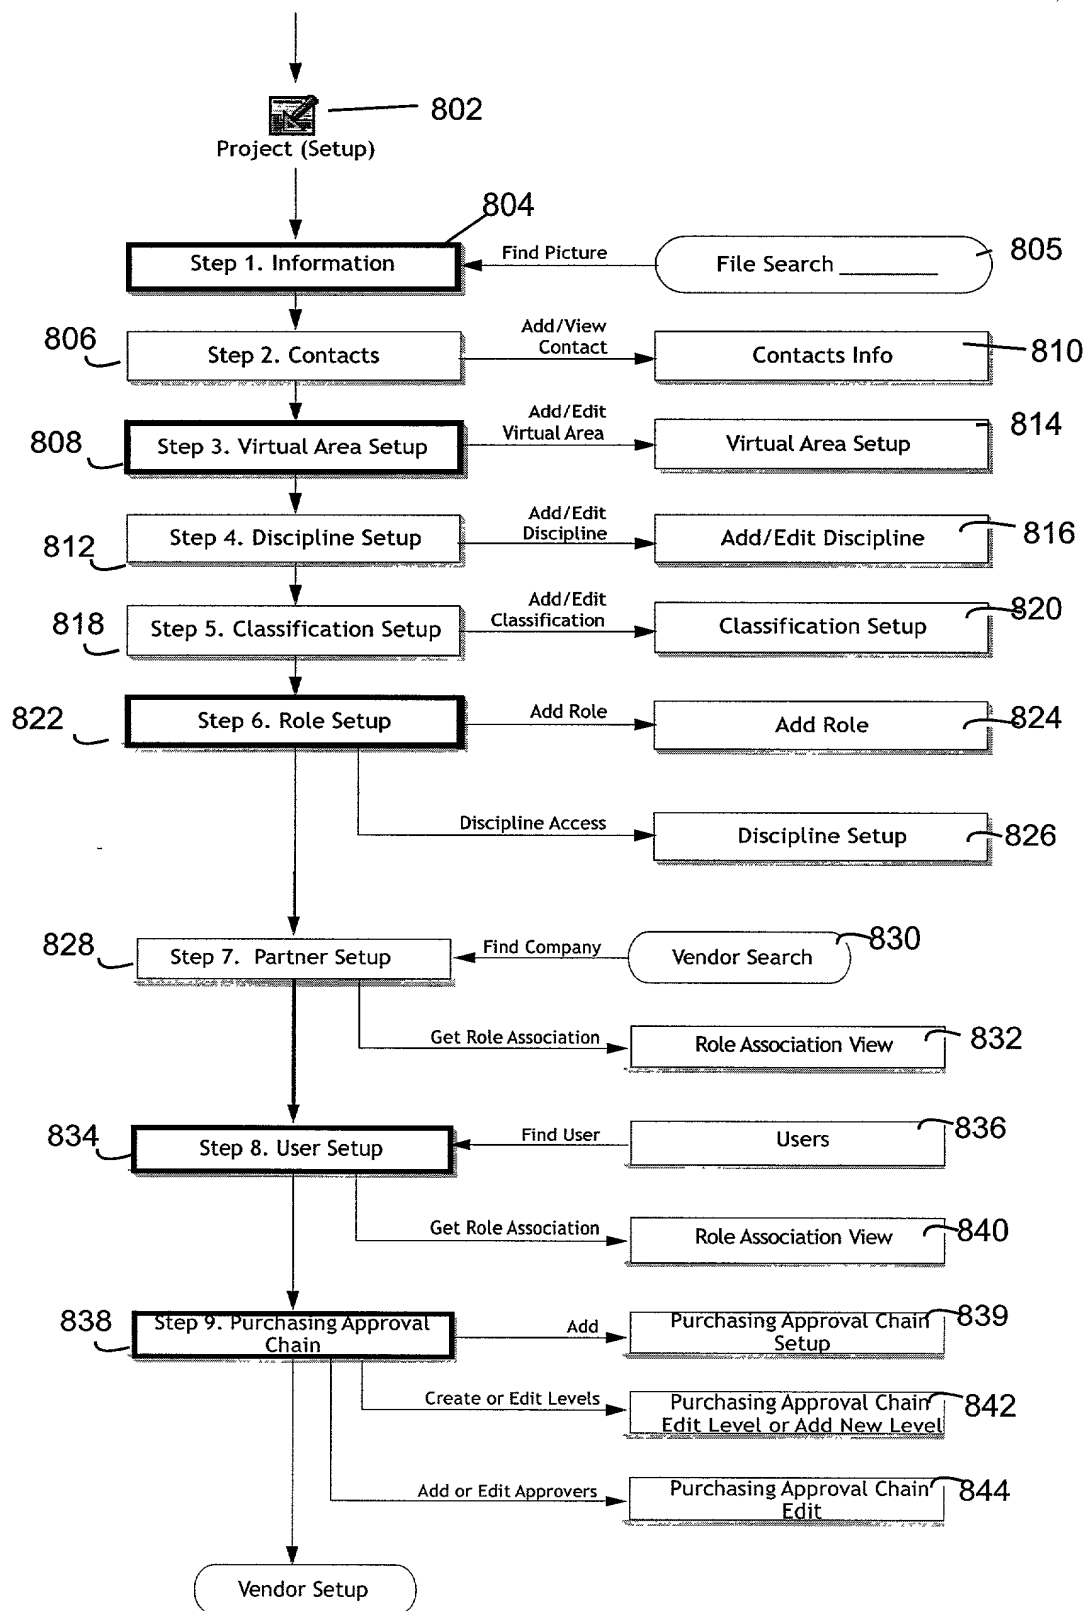 802
Project (Setup)
804
Step 1. Information
Find Picture
File Search ________
805
806
Step 2. Contacts
Add/View
Contact
Contacts Info
810
808
Step 3. Virtual Area Setup
Add/Edit
Virtual Area
Virtual Area Setup
814
812
Step 4. Discipline Setup
Add/Edit
Discipline
Add/Edit Discipline
816
818
Step 5. Classification Setup
Add/Edit
Classification
Classification Setup
820
822
Step 6. Role Setup
Add Role
Add Role
824
Discipline Access
Discipline Setup
826
828
Step 7. Partner Setup
Find Company
Vendor Search
830
Get Role Association
Role Association View
832
834
Step 8. User Setup
Find User
Users
836
Get Role Association
Role Association View
840
838
Step 9. Purchasing Approval
Chain
Add
Purchasing Approval Chain
Setup
839
Create or Edit Levels
Purchasing Approval Chain
Edit Level or Add New Level
842
Add or Edit Approvers
Purchasing Approval Chain
Edit
844
Vendor Setup